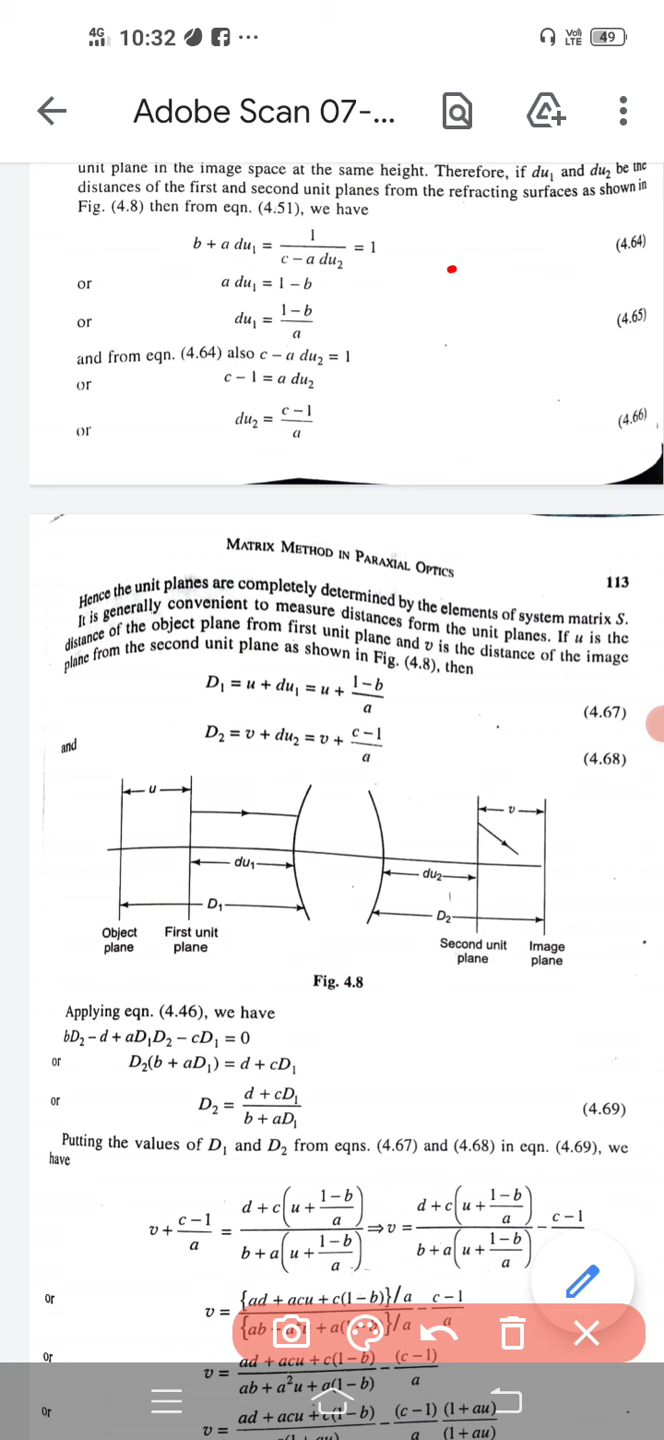 4G 10:32 ... Vo)) LTE 49
Adobe Scan 07-...
unit plane in the image space at the same height. Therefore, if du₁ and du₂ be the
distances of the first and second unit planes from the refracting surfaces as shown in
Fig. (4.8) then from eqn. (4.51), we have
b + a du₁ = 1/(c – a du₂) = 1 (4.64)
or a du₁ = 1 – b
or du₁ = (1–b)/a (4.65)
and from eqn. (4.64) also c – a du₂ = 1
or c – 1 = a du₂
or du₂ = (c–1)/a (4.66)
MATRIX METHOD IN PARAXIAL OPTICS 113
Hence the unit planes are completely determined by the elements of system matrix S.
It is generally convenient to measure distances form the unit planes. If u is the
distance of the object plane from first unit plane and v is the distance of the image
plane from the second unit plane as shown in Fig. (4.8), then
D₁ = u + du₁ = u + (1–b)/a (4.67)
and D₂ = v + du₂ = v + (c–1)/a (4.68)
u v
du₁ du₂
D₁ D₂
Object plane First unit plane Second unit plane Image plane
Fig. 4.8
Applying eqn. (4.46), we have
bD₂ – d + aD₁D₂ – cD₁ = 0
or D₂(b + aD₁) = d + cD₁
or D₂ = (d + cD₁)/(b + aD₁) (4.69)
Putting the values of D₁ and D₂ from eqns. (4.67) and (4.68) in eqn. (4.69), we
have
v + (c–1)/a = (d + c(u + (1–b)/a))/(b + a(u + (1–b)/a)) ⇒ v = (d + c(u + (1–b)/a))/(b + a(u + (1–b)/a)) – (c–1)/a
or v = {ad + acu + c(1–b)}/a – (c–1)/a
or v = (ad + acu + c(1–b))/(ab + a²u + a(1–b)) – (c–1)/a
or v = ad + acu + c(1–b) – (c–1)/a (1+au)/(1+au)